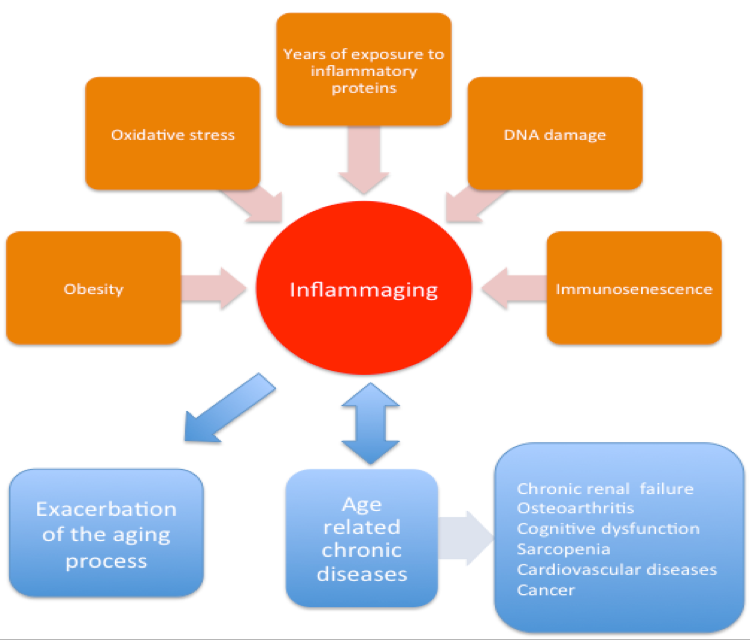 Years of exposure to
inflammatory
proteins
Oxidative stress
DNA damage
Obesity
Inflammaging
Immunosenescence
Exacerbation
of the aging
process
Age
related
chronic
diseases
Chronic renal failure
Osteoarthritis
Cognitive dysfunction
Sarcopenia
Cardiovascular diseases
Cancer